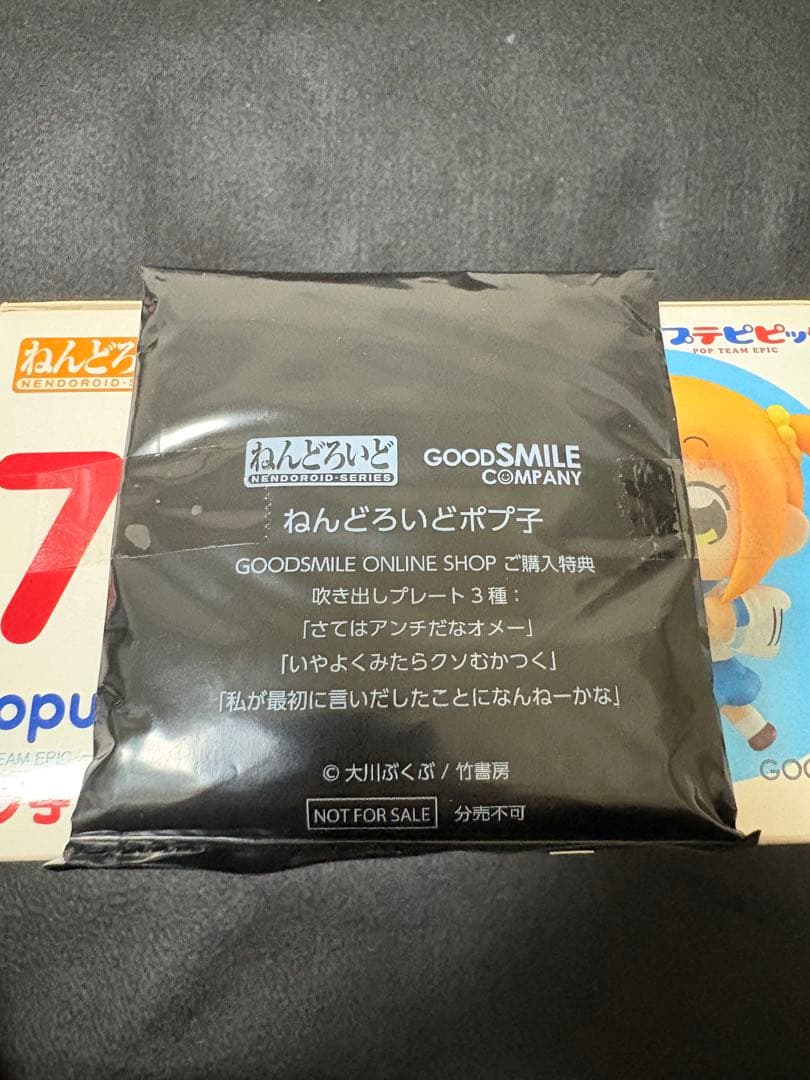 ねんどろ
NENDOROID-S
プテピピッ
POP TEAM EPIC
7
opu
EAM EPIC
GOO
ねんどろいど
NENDOROID-SERIES
GOODSMILE
COMPANY
ねんどろいどポプ子
GOODSMILE ONLINE SHOP ご購入特典
吹き出しプレート3種：
「さてはアンチだなオメー」
「いやよくみたらクソむかつく」
「私が最初に言いだしたことになんねーかな」
© 大川ぶくぶ / 竹書房
NOT FOR SALE 分売不可